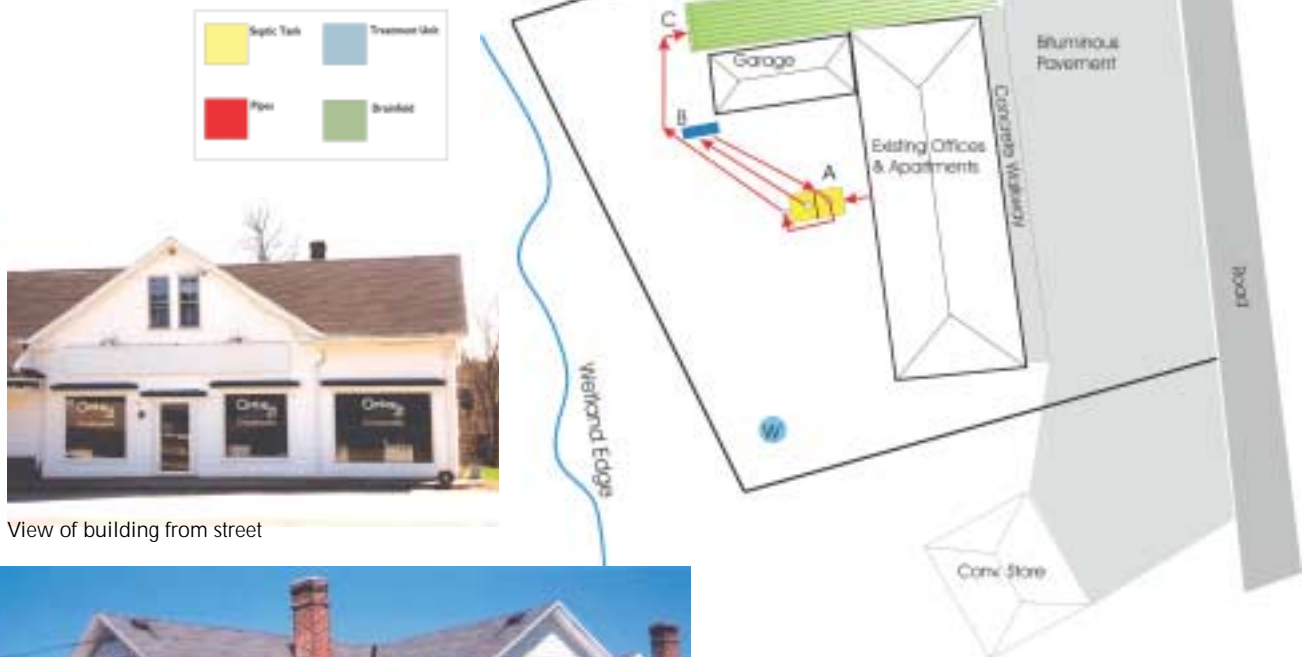 Septic Tank
Treatment Unit
Pipes
Drainfield
C
Garage
Bituminous
Pavement
B
Concrete Walkway
Existing Offices
& Apartments
A
Road
Wetland Edge
W
Conv. Store
View of building from street